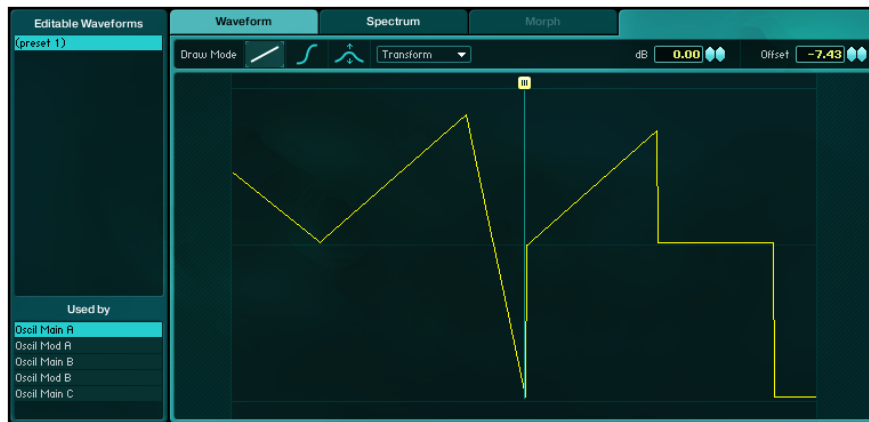 Editable Waveforms
(preset 1)
Waveform
Spectrum
Morph
Draw Mode
Transform
dB 0.00
Offset -7.43
Used by
Oscil Main A
Oscil Mod A
Oscil Main B
Oscil Mod B
Oscil Main C